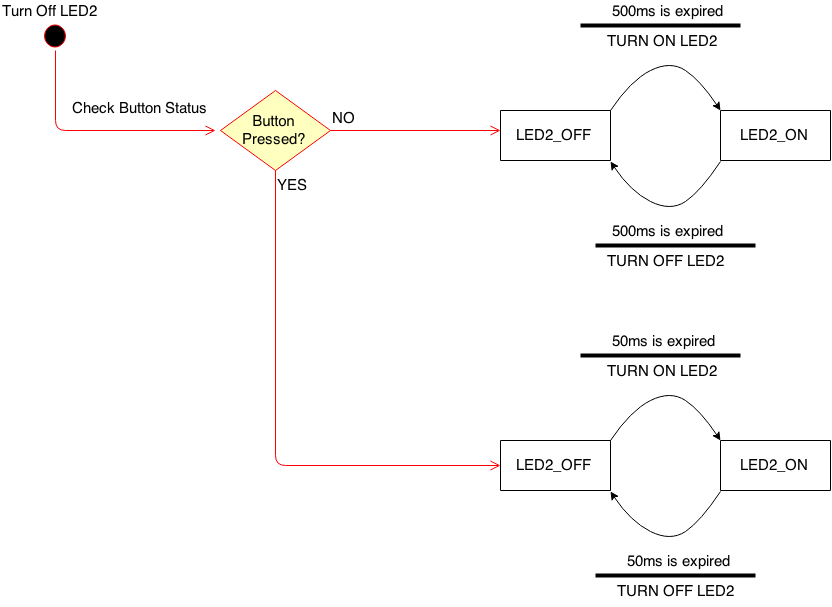 Turn Off LED2
Check Button Status
Button
Pressed?
NO
YES
500ms is expired
TURN ON LED2
LED2_OFF
LED2_ON
500ms is expired
TURN OFF LED2
50ms is expired
TURN ON LED2
LED2_OFF
LED2_ON
50ms is expired
TURN OFF LED2